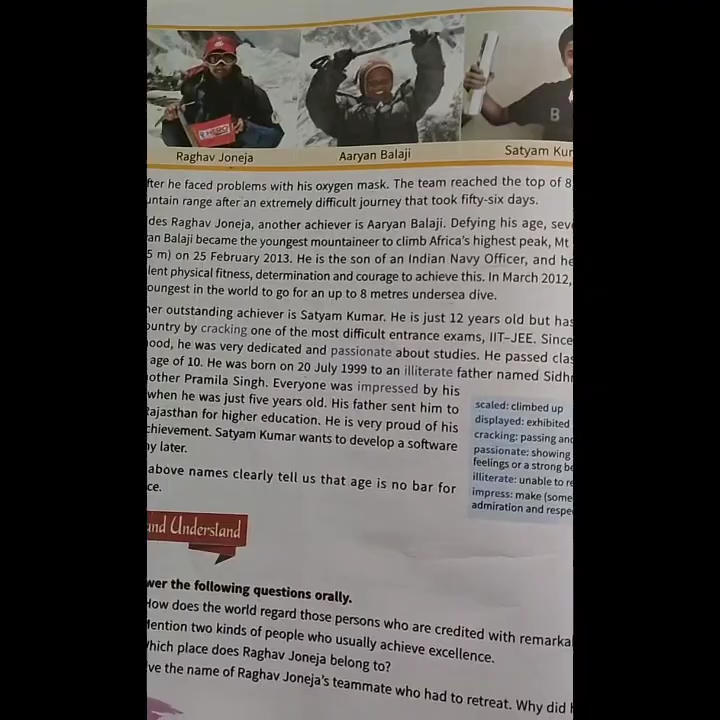 Raghav Joneja
Aaryan Balaji
Satyam Kur
fter he faced problems with his oxygen mask. The team reached the top of 8
untain range after an extremely difficult journey that took fifty-six days.
des Raghav Joneja, another achiever is Aaryan Balaji. Defying his age, sev
an Balaji became the youngest mountaineer to climb Africa's highest peak, Mt
5 m) on 25 February 2013. He is the son of an Indian Navy Officer, and he
lent physical fitness, determination and courage to achieve this. In March 2012,
oungest in the world to go for an up to 8 metres undersea dive.
her outstanding achiever is Satyam Kumar. He is just 12 years old but has
ountry by cracking one of the most difficult entrance exams, IIT–JEE. Since
ood, he was very dedicated and passionate about studies. He passed clas
age of 10. He was born on 20 July 1999 to an illiterate father named Sidh
other Pramila Singh. Everyone was impressed by his
when he was just five years old. His father sent him to
Rajasthan for higher education. He is very proud of his
chievement. Satyam Kumar wants to develop a software
ny later.
above names clearly tell us that age is no bar for
ce.
scaled: climbed up
displayed: exhibited
cracking: passing and
passionate: showing
feelings or a strong be
illiterate: unable to re
impress: make (some
admiration and respe
and Understand
wer the following questions orally.
How does the world regard those persons who are credited with remarka
Mention two kinds of people who usually achieve excellence.
Which place does Raghav Joneja belong to?
ve the name of Raghav Joneja's teammate who had to retreat. Why did h